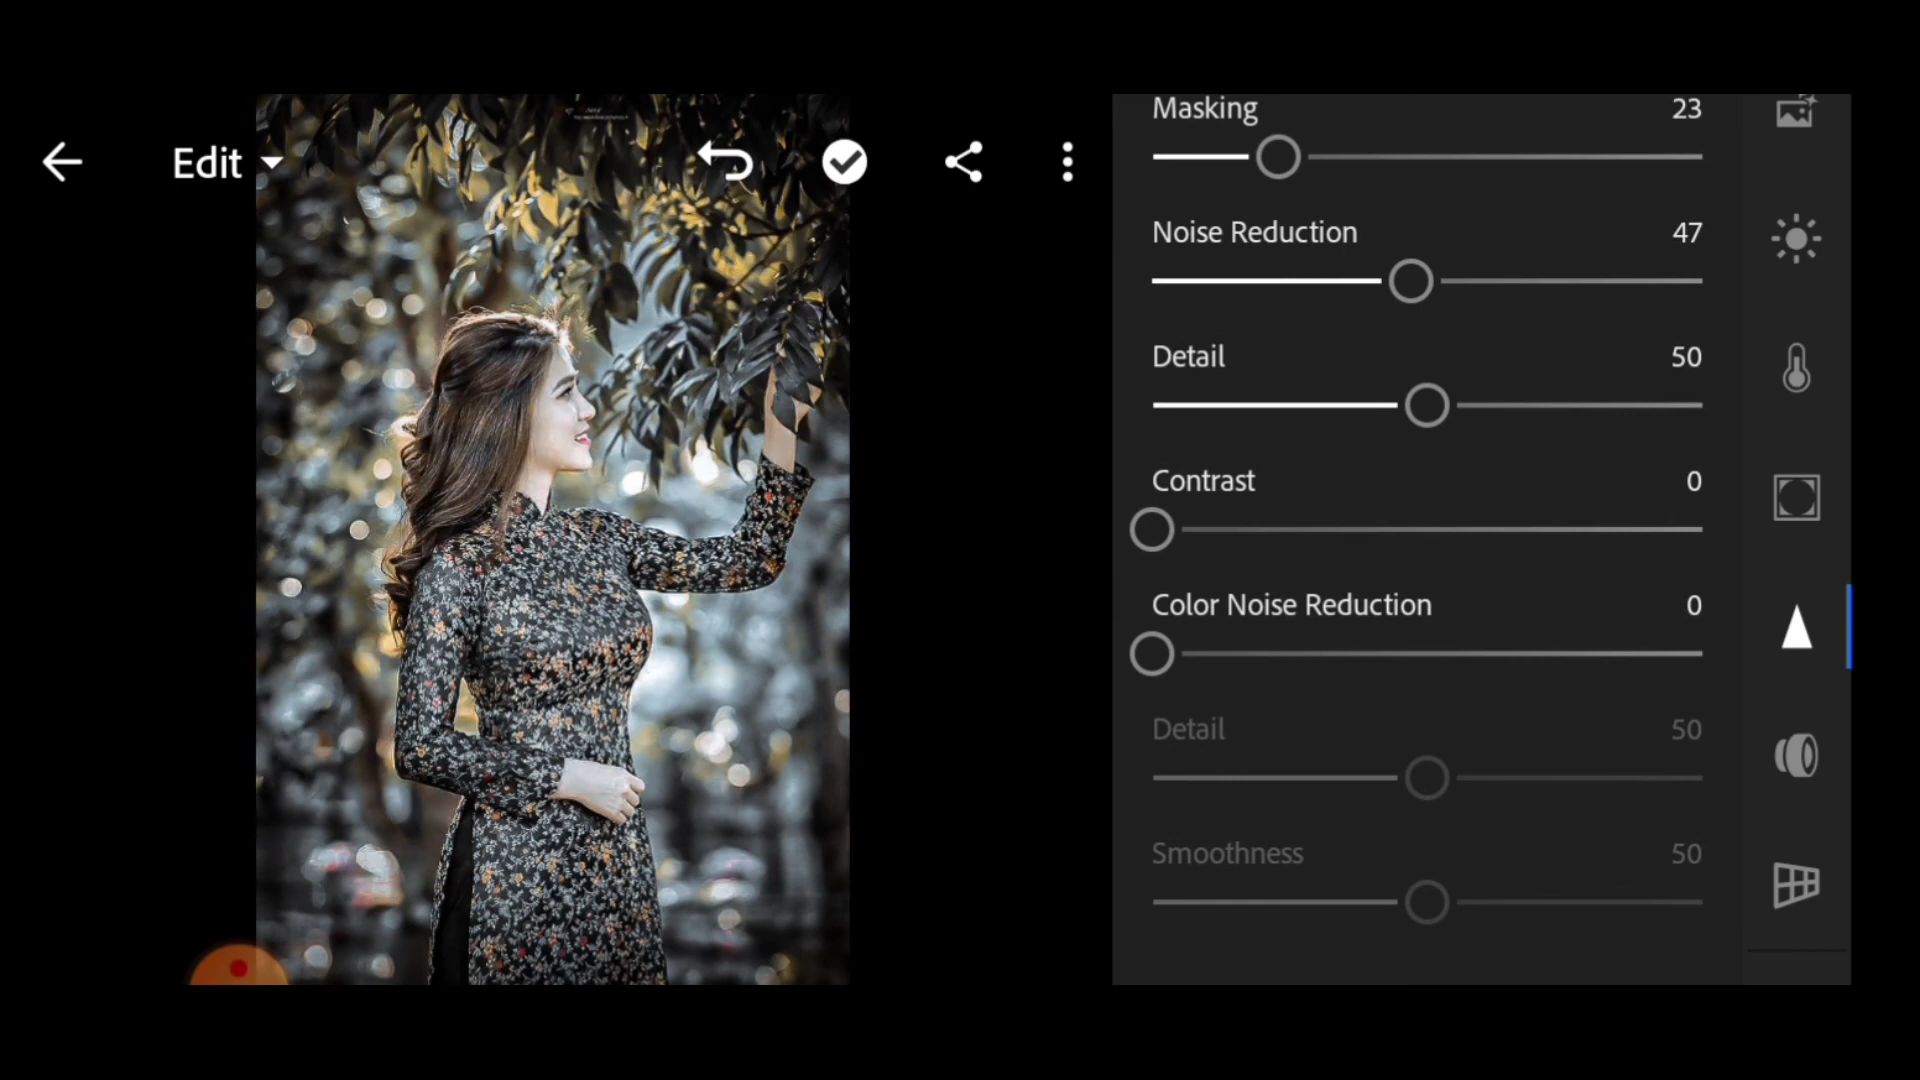 Edit
Masking 23
Noise Reduction 47
Detail 50
Contrast 0
Color Noise Reduction 0
Detail 50
Smoothness 50